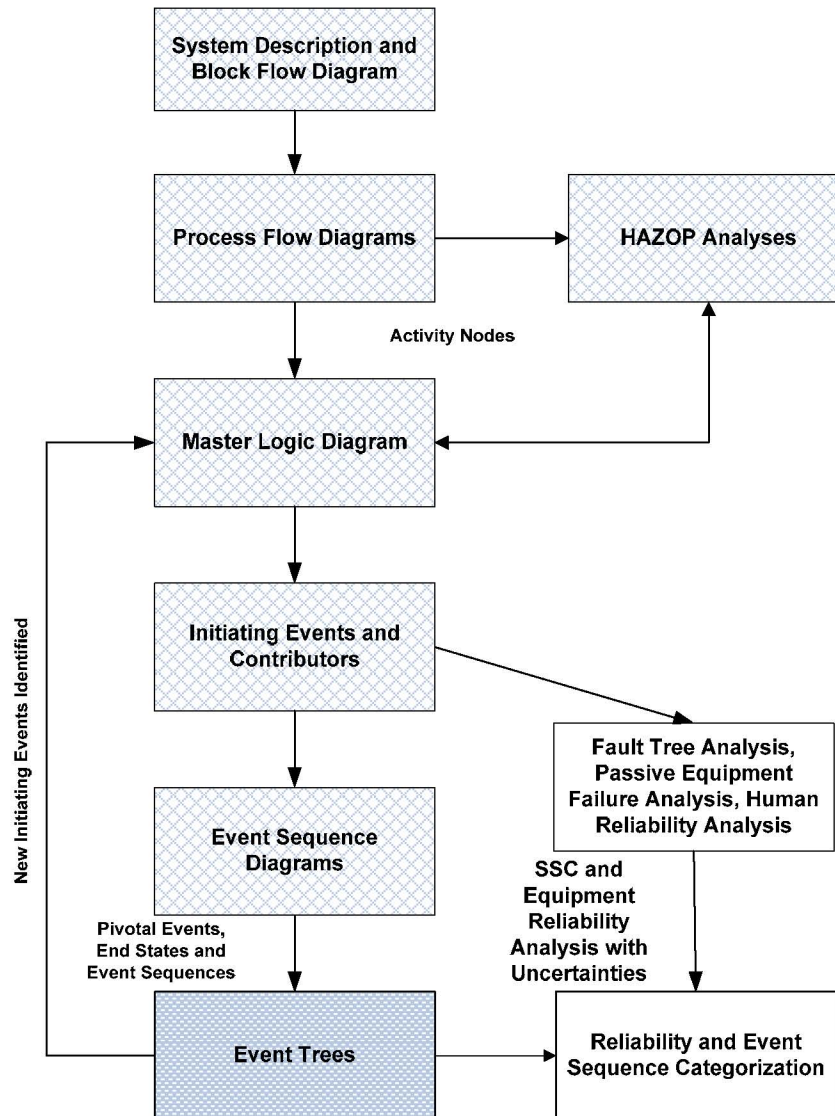 System Description and
Block Flow Diagram
Process Flow Diagrams
HAZOP Analyses
Activity Nodes
Master Logic Diagram
New Initiating Events Identified
Initiating Events and
Contributors
Fault Tree Analysis,
Passive Equipment
Failure Analysis, Human
Reliability Analysis
Event Sequence
Diagrams
SSC and
Equipment
Reliability
Analysis with
Uncertainties
Pivotal Events,
End States and
Event Sequences
Event Trees
Reliability and Event
Sequence Categorization